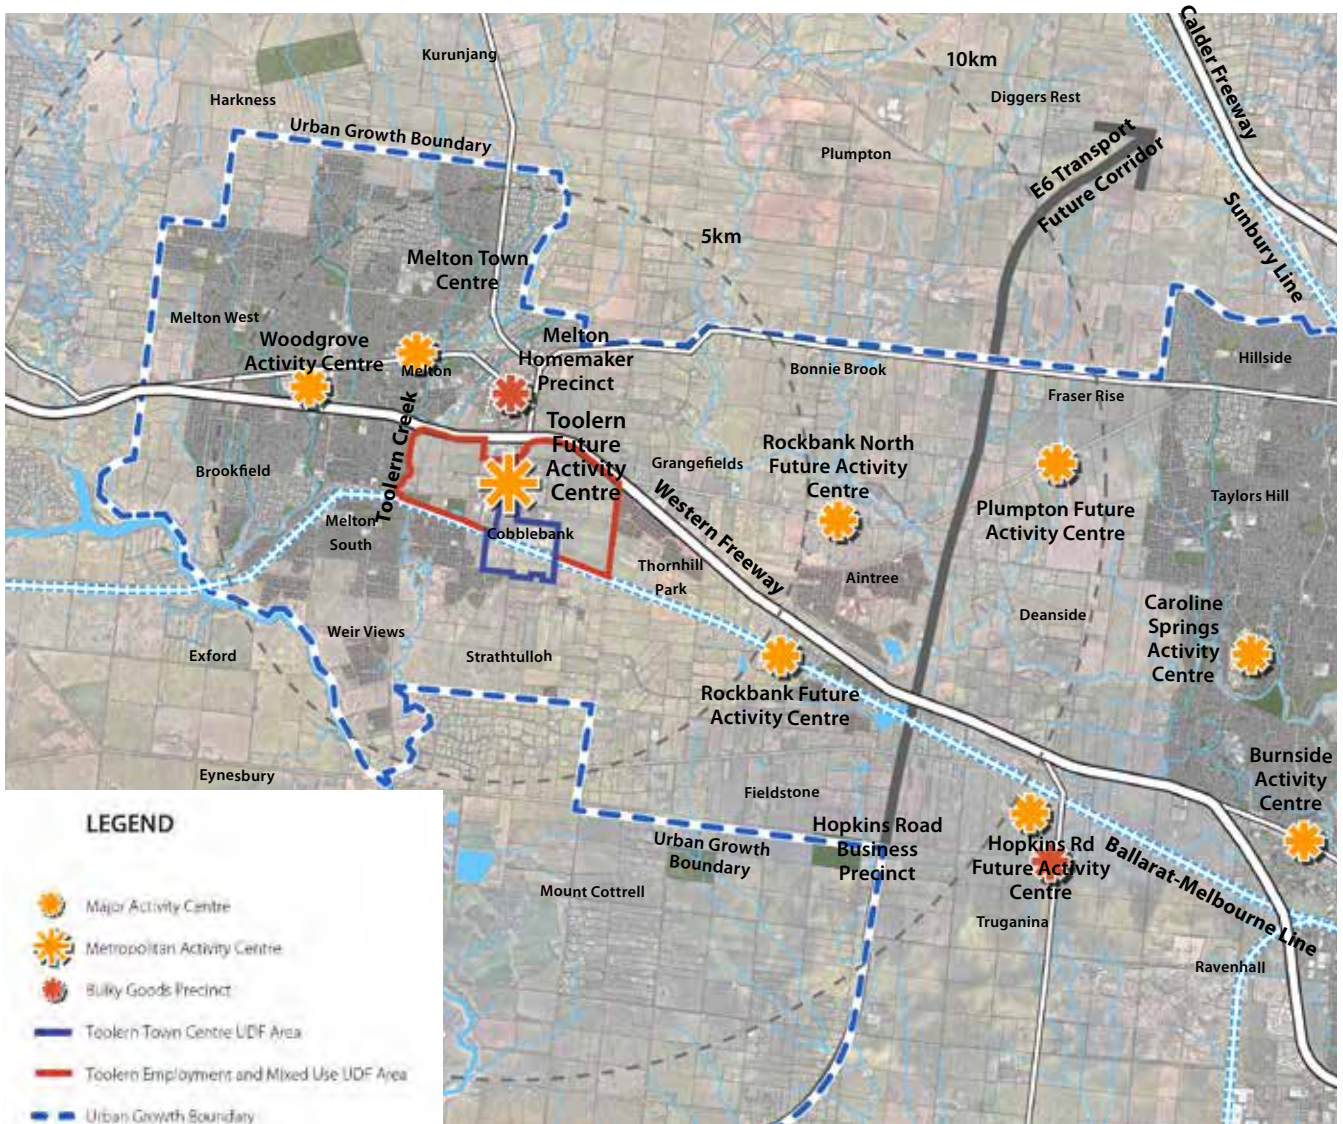 Calder Freeway
Kurunjang
10km
Diggers Rest
Harkness
Urban Growth Boundary
E6 Transport
Future Corridor
Plumpton
Sunbury Line
5km
Melton Town
Centre
Melton West
Woodgrove
Activity Centre
Melton
Melton
Homemaker
Precinct
Bonnie Brook
Hillside
Fraser Rise
Toolern Creek
Toolern
Future
Activity
Centre
Rockbank North
Future Activity
Centre
Grangefields
Brookfield
Western Freeway
Plumpton Future
Activity Centre
Taylors Hill
Melton
South
Cobblebank
Thornhill
Park
Aintree
Deanside
Caroline
Springs
Activity
Centre
Weir Views
Exford
Strathtulloh
Rockbank Future
Activity Centre
Eynesbury
Burnside
Activity
Centre
Fieldstone
Urban Growth
Boundary
Hopkins Road
Business
Precinct
Hopkins Rd
Future Activity
Centre
Ballarat-Melbourne Line
Mount Cottrell
Truganina
Ravenhall
LEGEND
Major Activity Centre
Metropolitan Activity Centre
Bulky Goods Precinct
Toolern Town Centre UDF Area
Toolern Employment and Mixed Use UDF Area
Urban Growth Boundary